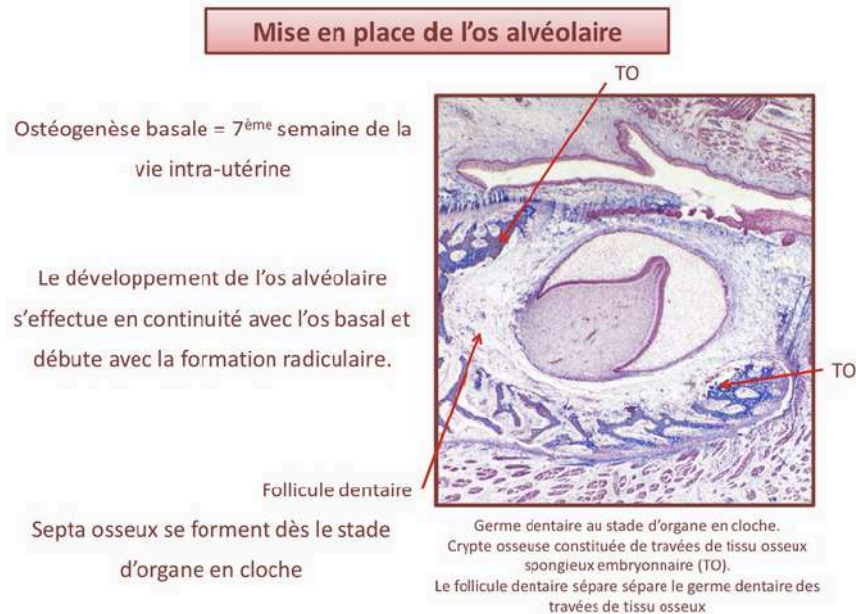 Mise en place de l'os alvéolaire
TO
Ostéogenèse basale = 7ème semaine de la
vie intra-utérine
Le développement de l'os alvéolaire
s'effectue en continuité avec l'os basal et
débute avec la formation radiculaire.
TO
Follicule dentaire
Septa osseux se forment dès le stade
d'organe en cloche
Germe dentaire au stade d'organe en cloche.
Crypte osseuse constituée de travées de tissu osseux
spongieux embryonnaire (TO).
Le follicule dentaire sépare sépare le germe dentaire des
travées de tissu osseux